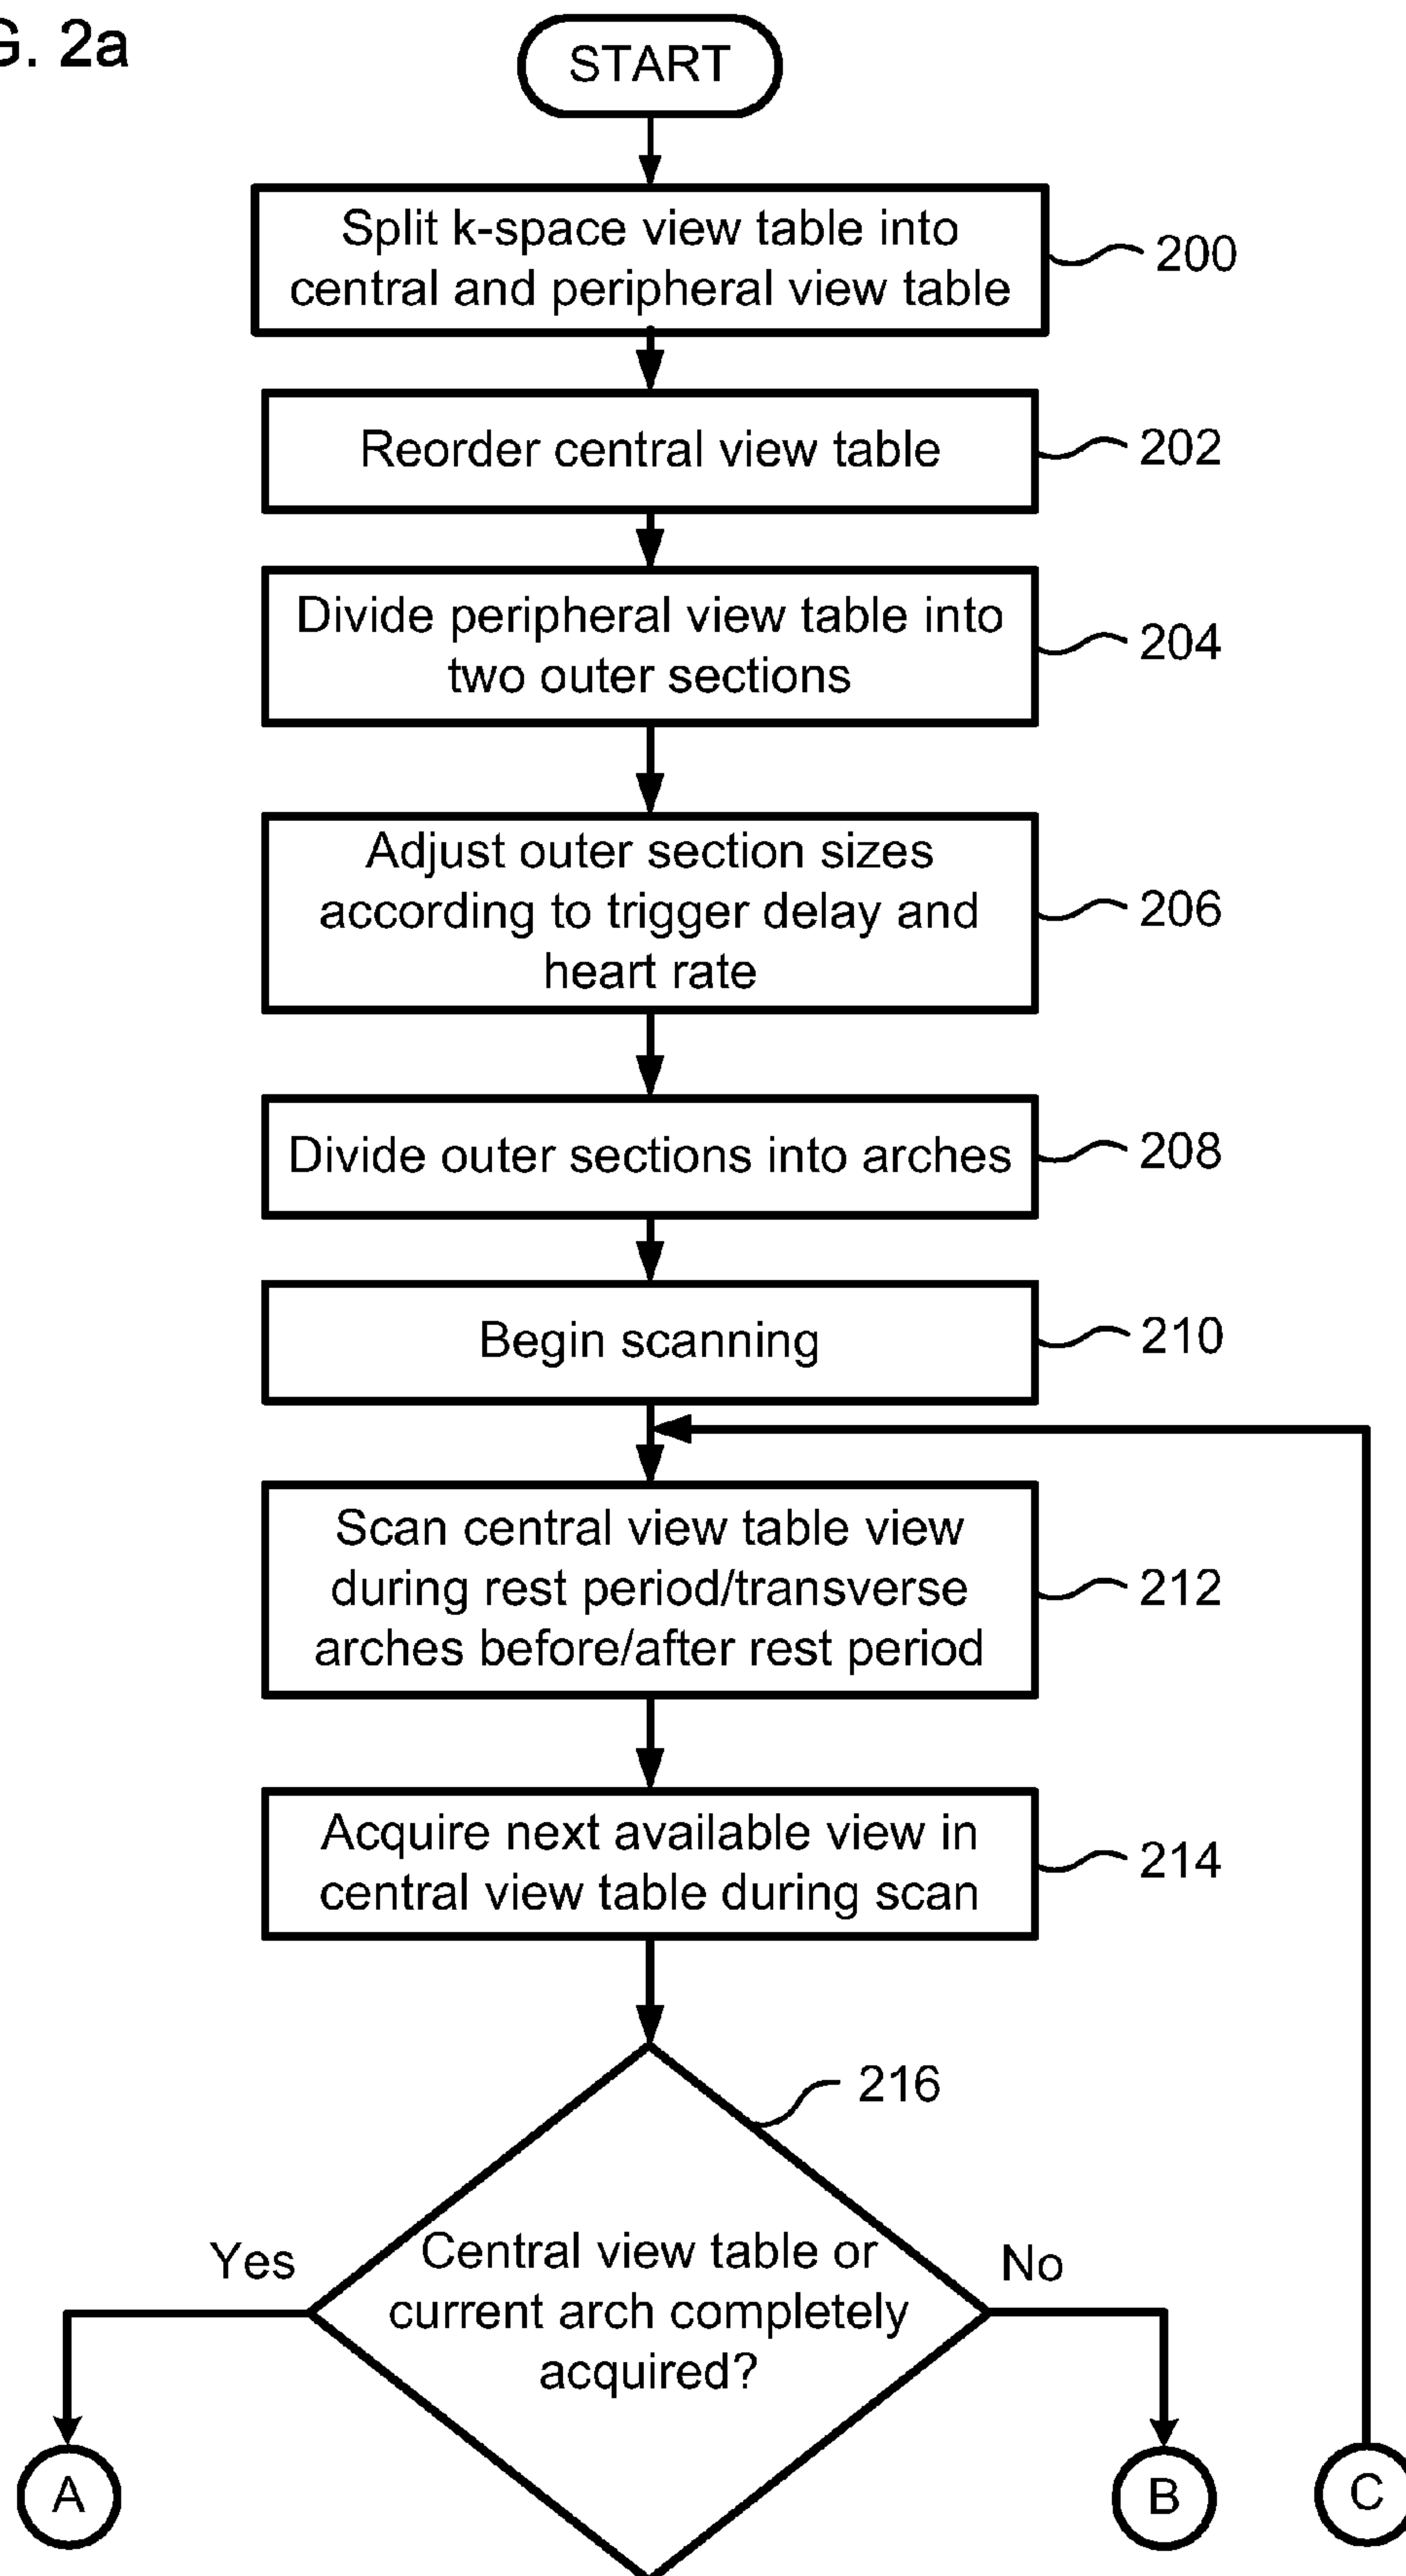 G. 2a
START
Split k-space view table into
central and peripheral view table
200
Reorder central view table
202
Divide peripheral view table into
two outer sections
204
Adjust outer section sizes
according to trigger delay and
heart rate
206
Divide outer sections into arches
208
Begin scanning
210
Scan central view table view
during rest period/transverse
arches before/after rest period
212
Acquire next available view in
central view table during scan
214
216
Yes
Central view table or
current arch completely
acquired?
No
A
B
C